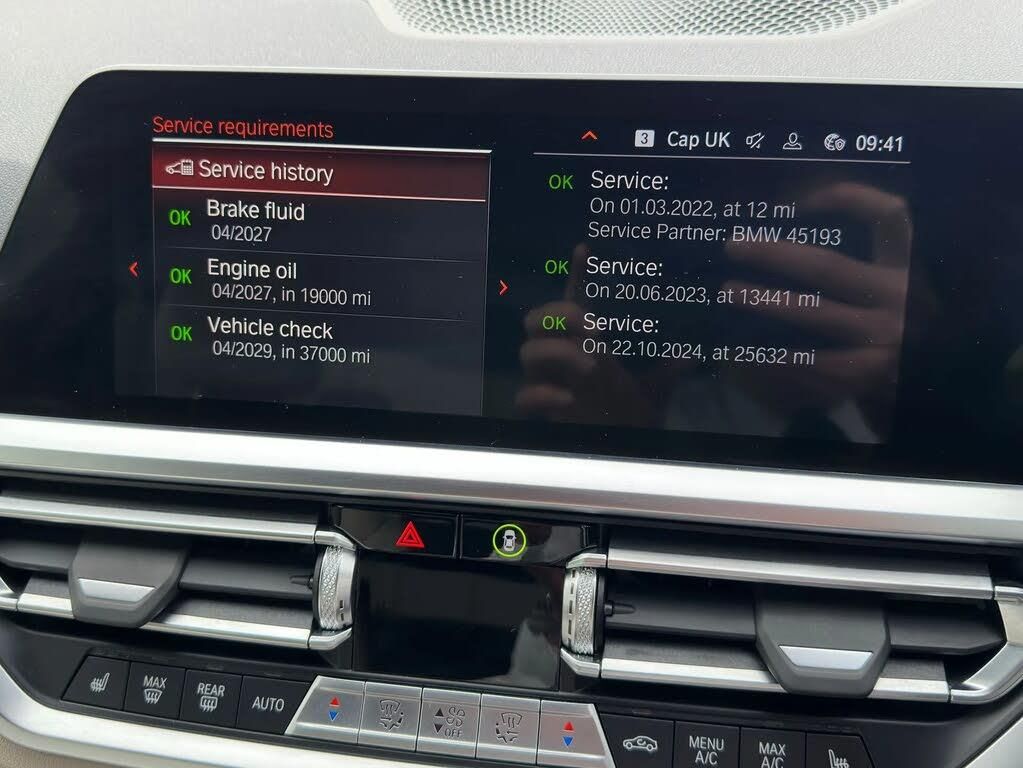 Service requirements
3 Cap UK 09:41
Service history
OK Brake fluid
04/2027
OK Engine oil
04/2027, in 19000 mi
OK Vehicle check
04/2029, in 37000 mi
OK Service:
On 01.03.2022, at 12 mi
Service Partner: BMW 45193
OK Service:
On 20.06.2023, at 13441 mi
OK Service:
On 22.10.2024, at 25632 mi
MAX
REAR
AUTO
OFF
MENU
A/C
MAX
A/C